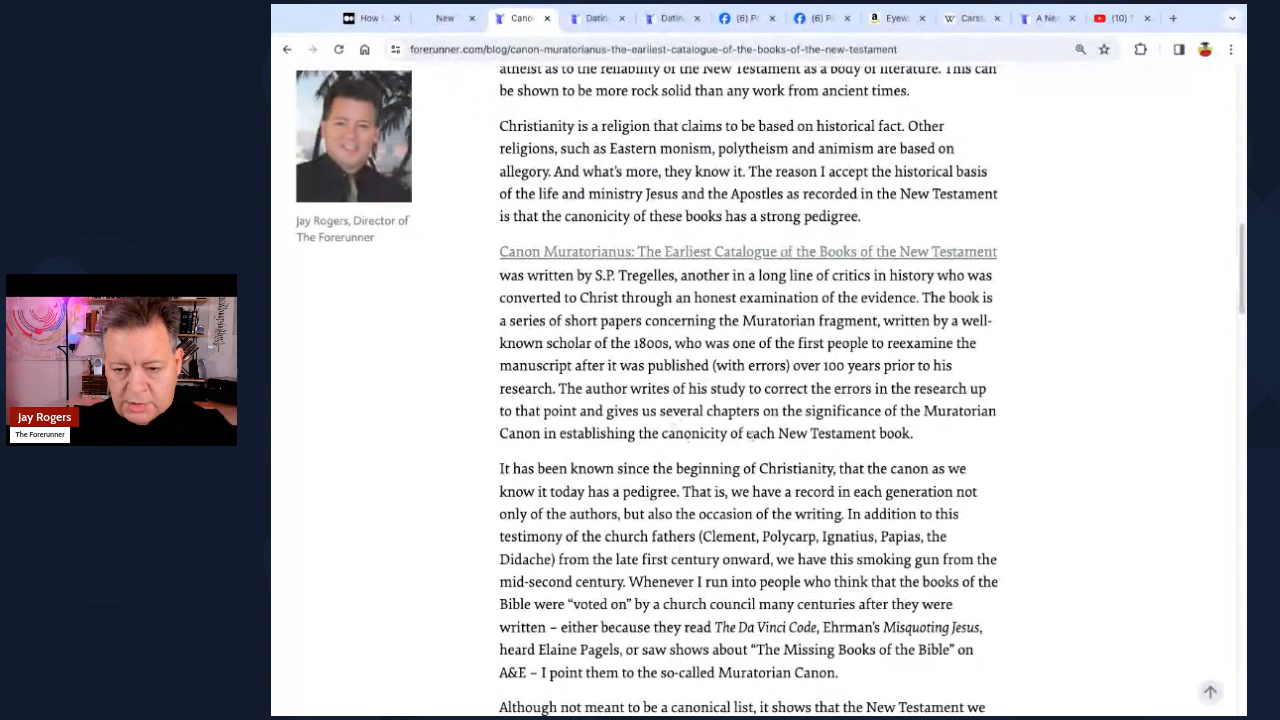 How
New
Cano
Datin
Datin
(6) P
(6) P
Eyew
Carst
A Ne
(10)
forerunner.com/blog/canon-muratorianus-the-earliest-catalogue-of-the-books-of-the-new-testament
atheist as to the reliability of the New Testament as a body of literature. This can
be shown to be more rock solid than any work from ancient times.
Christianity is a religion that claims to be based on historical fact. Other
religions, such as Eastern monism, polytheism and animism are based on
allegory. And what's more, they know it. The reason I accept the historical basis
of the life and ministry Jesus and the Apostles as recorded in the New Testament
is that the canonicity of these books has a strong pedigree.
Jay Rogers, Director of
The Forerunner
Canon Muratorianus: The Earliest Catalogue of the Books of the New Testament
was written by S.P. Tregelles, another in a long line of critics in history who was
converted to Christ through an honest examination of the evidence. The book is
a series of short papers concerning the Muratorian fragment, written by a well-
known scholar of the 1800s, who was one of the first people to reexamine the
manuscript after it was published (with errors) over 100 years prior to his
research. The author writes of his study to correct the errors in the research up
to that point and gives us several chapters on the significance of the Muratorian
Canon in establishing the canonicity of each New Testament book.
It has been known since the beginning of Christianity, that the canon as we
know it today has a pedigree. That is, we have a record in each generation not
only of the authors, but also the occasion of the writing. In addition to this
testimony of the church fathers (Clement, Polycarp, Ignatius, Papias, the
Didache) from the late first century onward, we have this smoking gun from the
mid-second century. Whenever I run into people who think that the books of the
Bible were “voted on” by a church council many centuries after they were
written – either because they read The Da Vinci Code, Ehrman's Misquoting Jesus,
heard Elaine Pagels, or saw shows about “The Missing Books of the Bible” on
A&E – I point them to the so-called Muratorian Canon.
Although not meant to be a canonical list, it shows that the New Testament we
Jay Rogers
The Forerunner